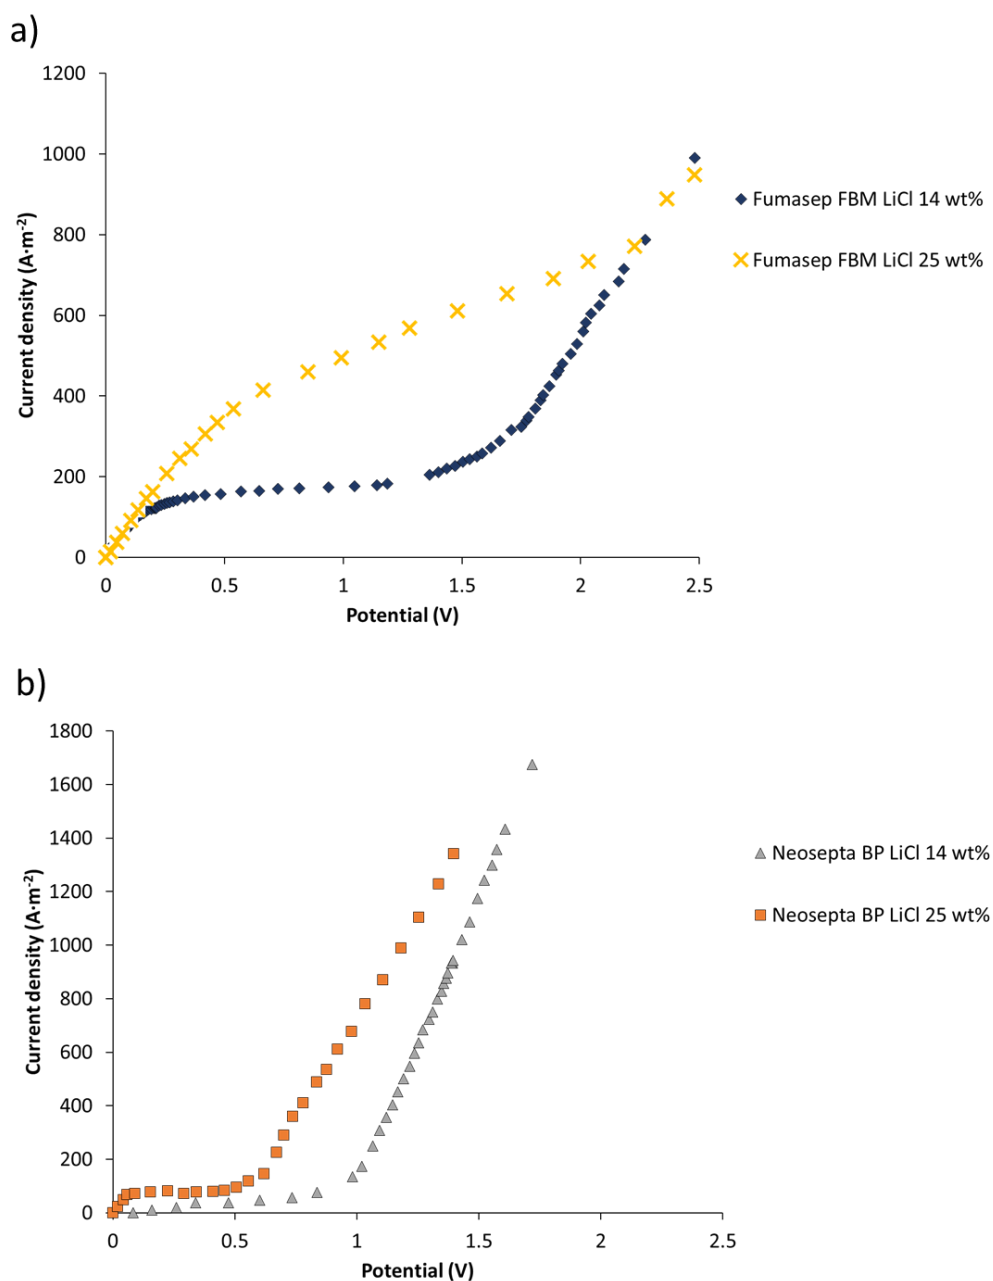 a)
1200
1000
800
600
400
200
0
Current density (A·m-2)
0 0.5 1 1.5 2 2.5
Potential (V)
Fumasep FBM LiCl 14 wt%
Fumasep FBM LiCl 25 wt%
b)
1800
1600
1400
1200
1000
800
600
400
200
0
Current density (A·m-2)
0 0.5 1 1.5 2 2.5
Potential (V)
Neosepta BP LiCl 14 wt%
Neosepta BP LiCl 25 wt%